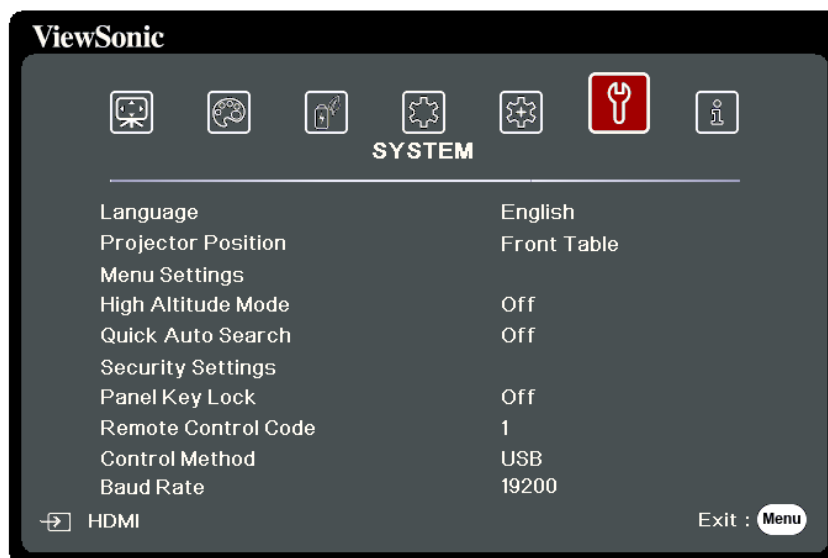 ViewSonic
SYSTEM
Language English
Projector Position Front Table
Menu Settings
High Altitude Mode Off
Quick Auto Search Off
Security Settings
Panel Key Lock Off
Remote Control Code 1
Control Method USB
Baud Rate 19200
HDMI Exit : Menu